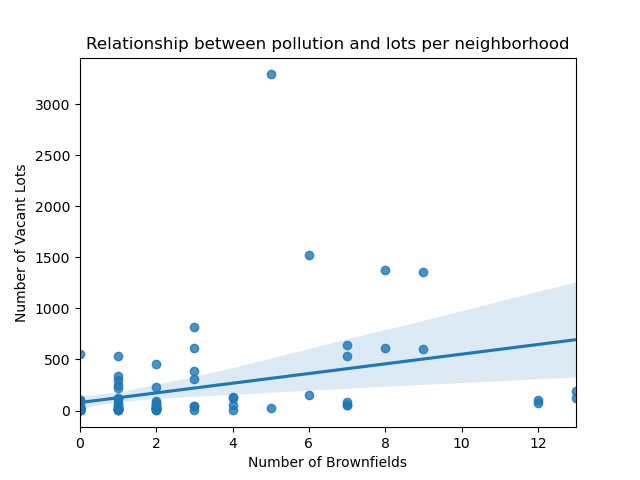 Relationship between pollution and lots per neighborhood
3000
2500
2000
1500
1000
500
0
Number of Vacant Lots
0 2 4 6 8 10 12
Number of Brownfields